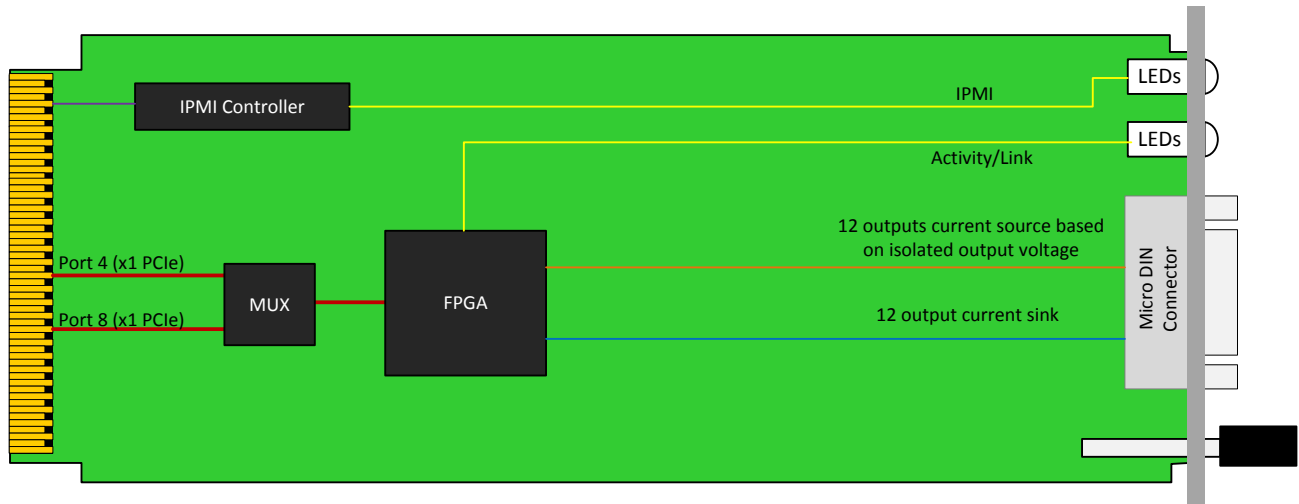 LEDs
IPMI Controller
IPMI
LEDs
Activity/Link
12 outputs current source based
on isolated output voltage
Port 4 (x1 PCIe)
MUX
FPGA
Micro DIN
Connector
Port 8 (x1 PCIe)
12 output current sink